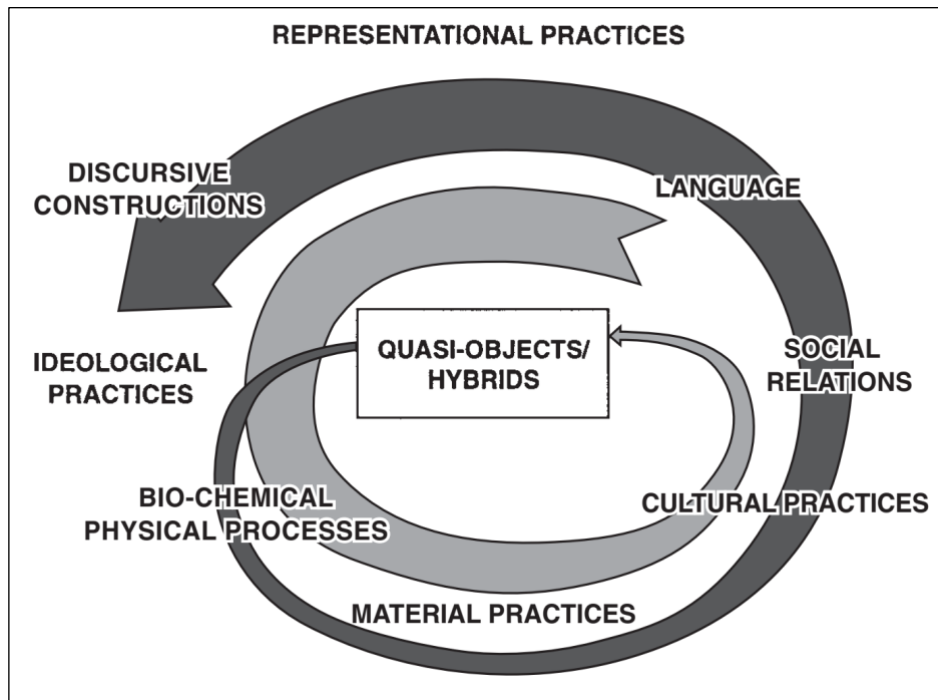 REPRESENTATIONAL PRACTICES
DISCURSIVE
CONSTRUCTIONS
LANGUAGE
IDEOLOGICAL
PRACTICES
QUASI-OBJECTS/
HYBRIDS
SOCIAL
RELATIONS
BIO-CHEMICAL
PHYSICAL PROCESSES
CULTURAL PRACTICES
MATERIAL PRACTICES